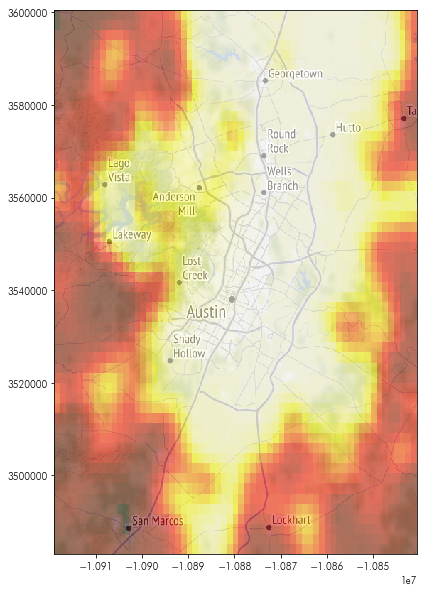 3600000
Georgetown
3580000
Ta
Hutto
Round
Rock
Lago
Vista
Wells
Branch
3560000
Anderson
Mill
Lakeway
Lost
Creek
3540000
Austin
Shady
Hollow
3520000
3500000
San Marcos
Lockhart
−1.091 −1.090 −1.089 −1.088 −1.087 −1.086 −1.085
1e7